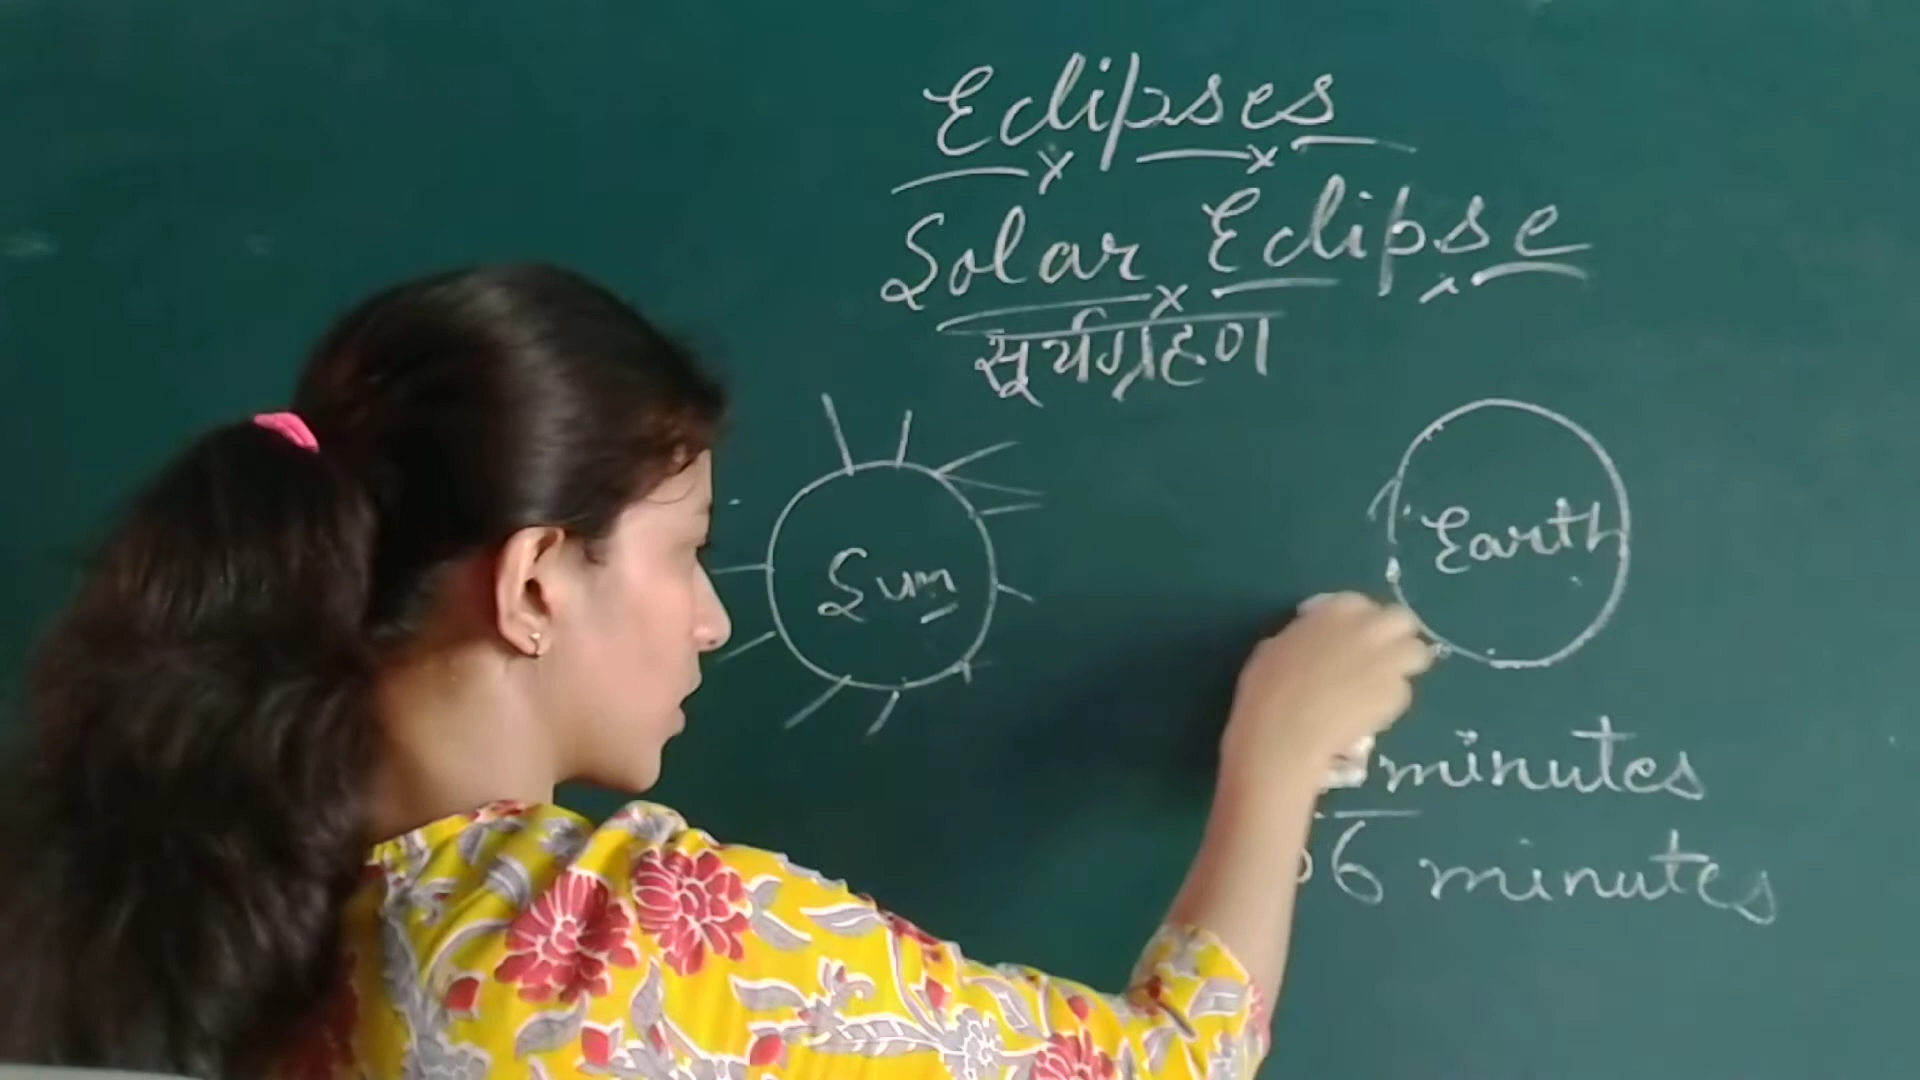 Eclipses
Solar Eclipse
सूर्यग्रहण
Sun
Earth
minutes
6 minutes